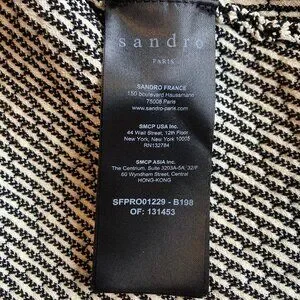 sandro
PARIS
SANDRO FRANCE
150 boulevard Haussmann
75008 Paris
www.sandro-paris.com
SMCP USA Inc.
44 Wall Street, 12th Floor
New York, New York 10005
RN132784
SMCP ASIA Inc.
The Centrium, Suite 3203A-5A, 32/F
60 Wyndham Street, Central
HONG-KONG
SFPRO01229 - B198
OF: 131453